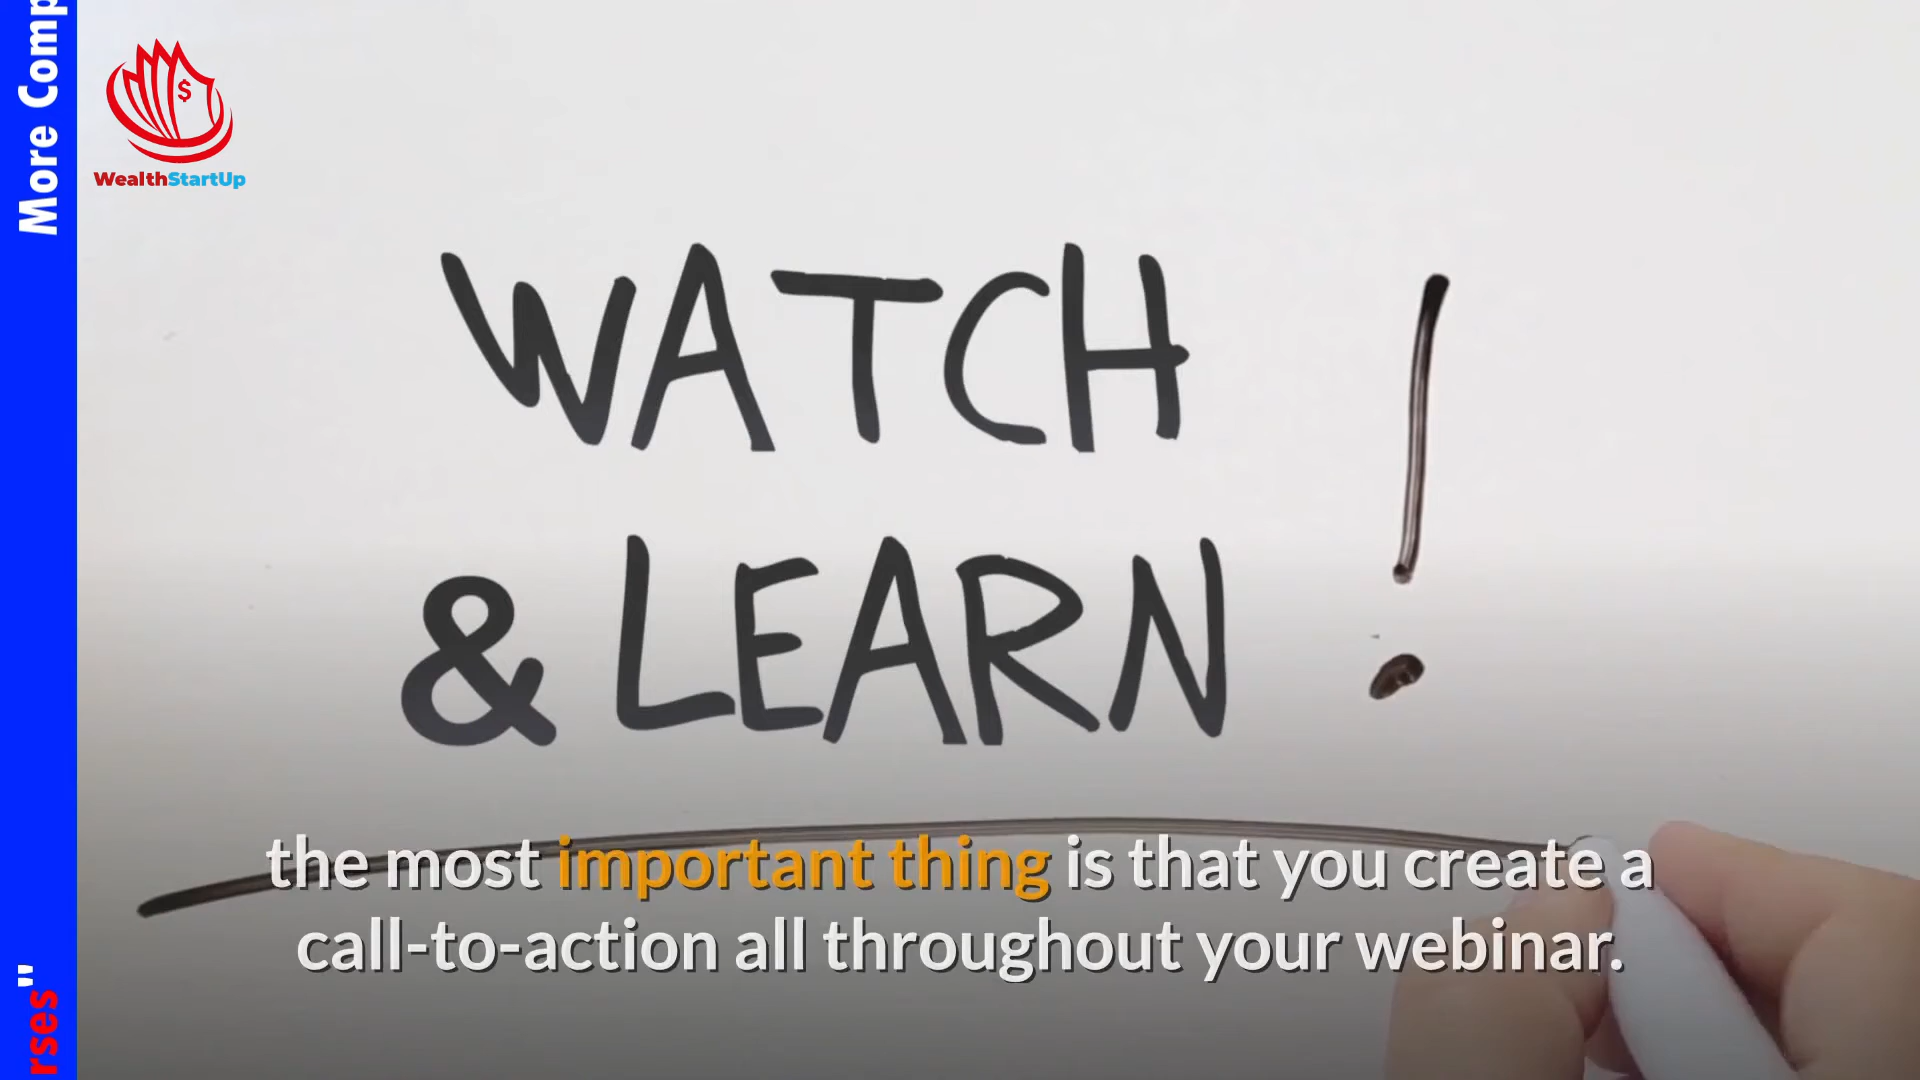 More Comp
WealthStartUp
WATCH
& LEARN !
the most important thing is that you create a
call-to-action all throughout your webinar.
rses"